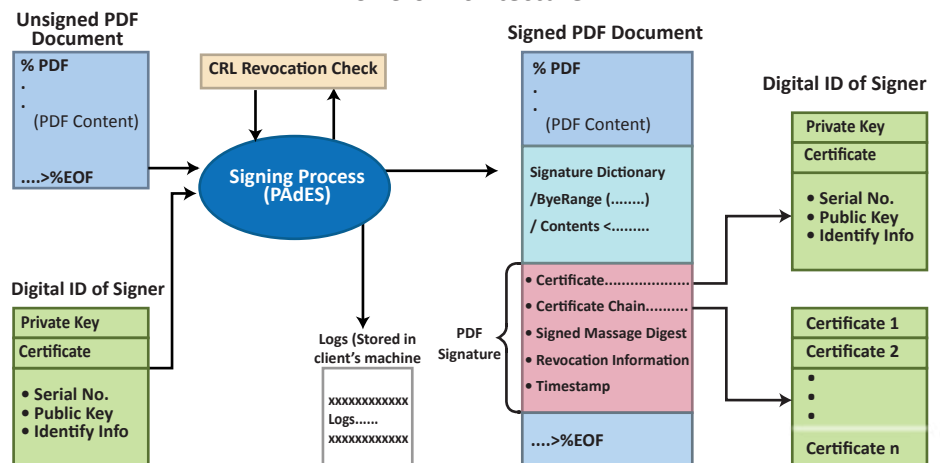 Unsigned PDF
Document
% PDF
.
.
(PDF Content)
....>%EOF
CRL Revocation Check
Signing Process
(PAdES)
Digital ID of Signer
Private Key
Certificate
• Serial No.
• Public Key
• Identify Info
Logs (Stored in
client's machine
xxxxxxxxxxxx
Logs......
xxxxxxxxxxxx
Signed PDF Document
% PDF
.
.
(PDF Content)
Signature Dictionary
/ByeRange (........)
/ Contents <.........
PDF
Signature
• Certificate.....................
• Certificate Chain..........
• Signed Massage Digest
• Revocation Information
• Timestamp
....>%EOF
Digital ID of Signer
Private Key
Certificate
• Serial No.
• Public Key
• Identify Info
Certificate 1
Certificate 2
•
•
•
Certificate n